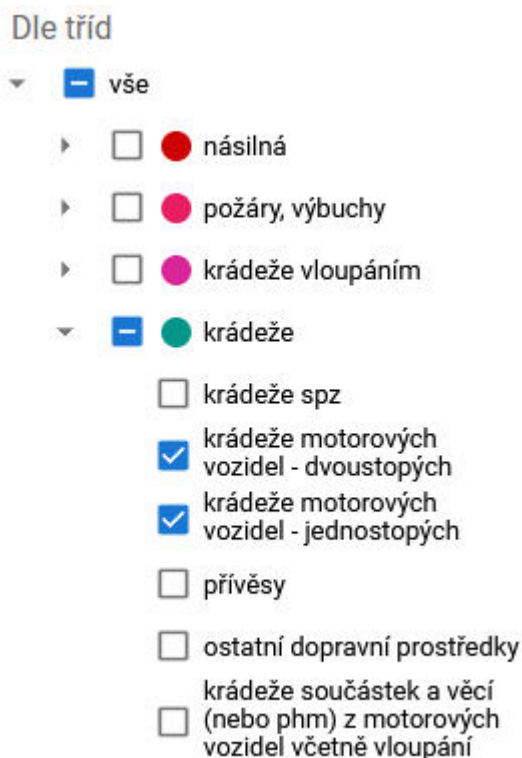 Dle tříd
vše
násilná
požáry, výbuchy
krádeže vloupáním
krádeže
krádeže spz
krádeže motorových
vozidel - dvoustopých
krádeže motorových
vozidel - jednostopých
přívěsy
ostatní dopravní prostředky
krádeže součástek a věcí
(nebo phm) z motorových
vozidel včetně vloupání